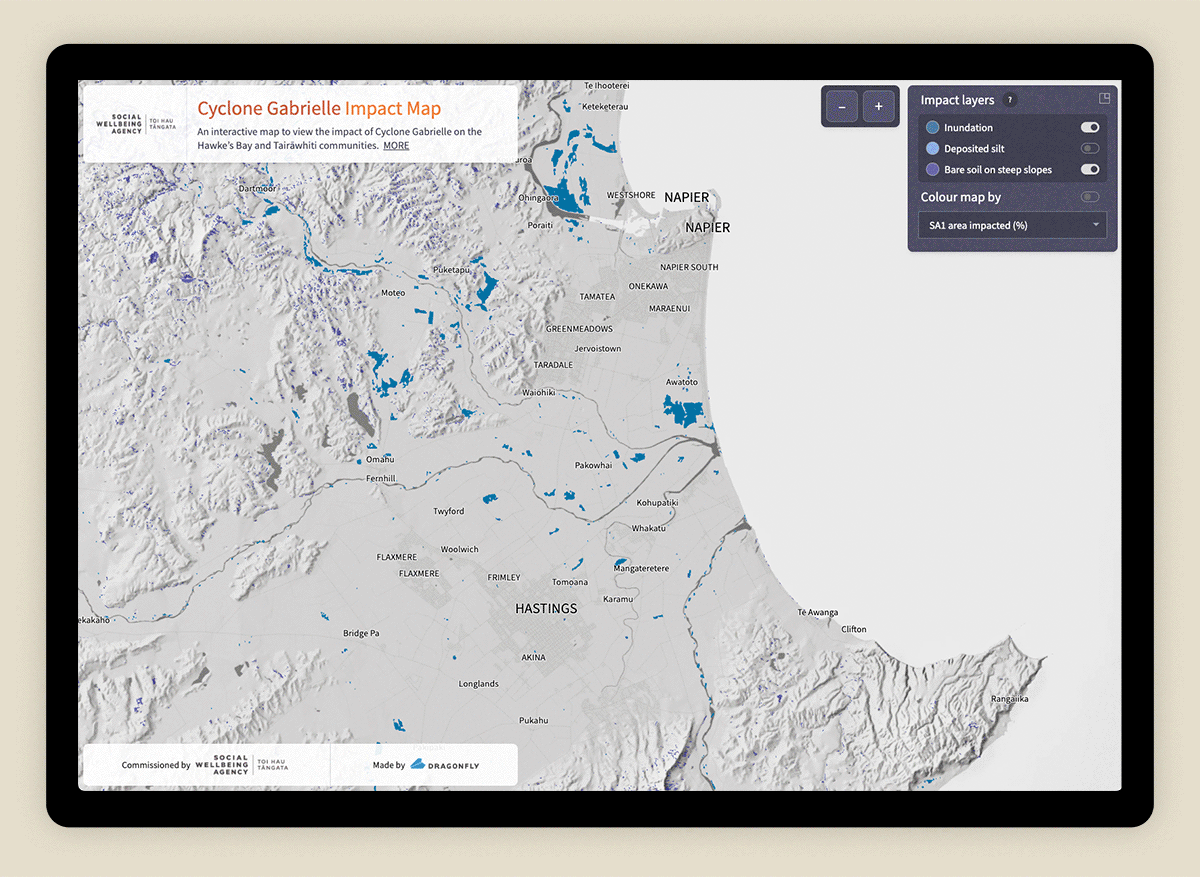 SOCIAL
WELLBEING
AGENCY
TOI HAU
TĀNGATA
Cyclone Gabrielle Impact Map
An interactive map to view the impact of Cyclone Gabrielle on the
Hawke's Bay and Tairāwhiti communities. MORE
−
+
Impact layers ?
Inundation
Deposited silt
Bare soil on steep slopes
Colour map by
SA1 area impacted (%)
Te Ihooterei
Keteketerau
Dartmoor
Ohingaora
WESTSHORE
NAPIER
Poraiti
NAPIER
Puketapu
NAPIER SOUTH
Moteo
ONEKAWA
TAMATEA
MARAENUI
GREENMEADOWS
Jervoistown
TARADALE
Awatoto
Waiohiki
Omahu
Pakowhai
Fernhill
Kohupatiki
Twyford
Whakatu
Woolwich
FLAXMERE
Mangateretere
FLAXMERE
FRIMLEY
Tomoana
Karamu
HASTINGS
Te Awanga
ekakaho
Clifton
Bridge Pa
AKINA
Longlands
Rangaiika
Pukahu
Commissioned by
SOCIAL
WELLBEING
AGENCY
TOI HAU
TĀNGATA
Made by DRAGONFLY